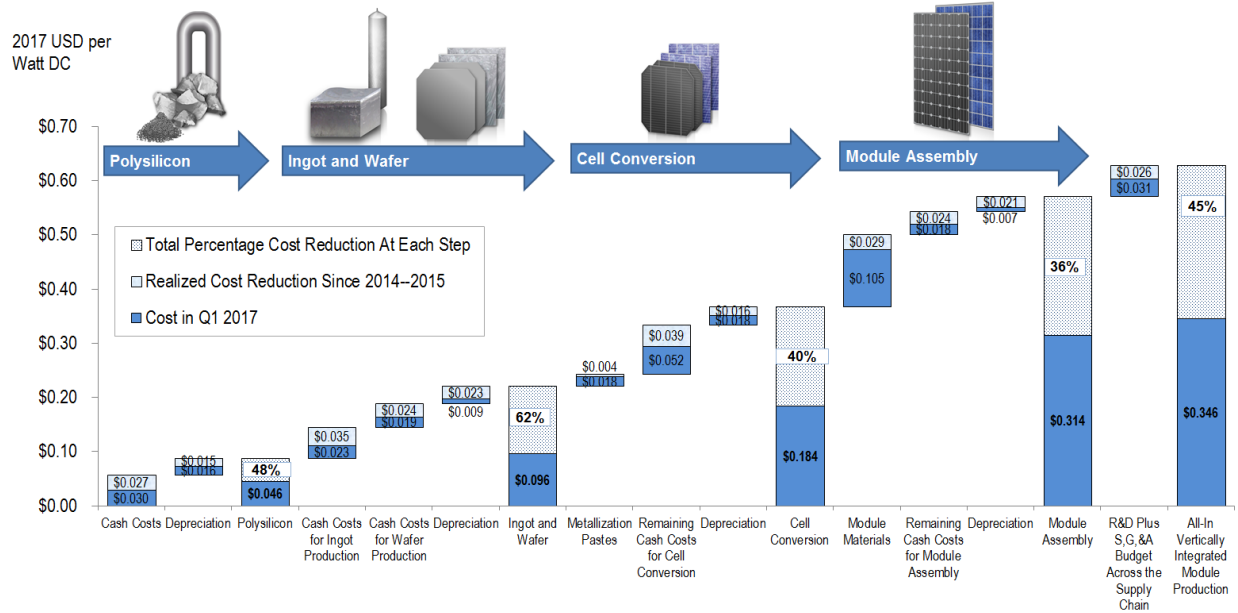 2017 USD per
Watt DC
$0.70
$0.60
$0.50
$0.40
$0.30
$0.20
$0.10
$0.00
Polysilicon
Ingot and Wafer
Cell Conversion
Module Assembly
Total Percentage Cost Reduction At Each Step
Realized Cost Reduction Since 2014--2015
Cost in Q1 2017
$0.027
$0.030
$0.015
$0.016
48%
$0.046
$0.035
$0.023
$0.024
$0.019
$0.023
$0.009
62%
$0.096
$0.004
$0.018
$0.039
$0.052
$0.016
$0.018
40%
$0.184
$0.029
$0.105
$0.024
$0.018
$0.021
$0.007
36%
$0.314
$0.026
$0.031
45%
$0.346
Cash Costs
Depreciation
Polysilicon
Cash Costs
for Ingot
Production
Cash Costs
for Wafer
Production
Depreciation
Ingot and
Wafer
Metallization
Pastes
Remaining
Cash Costs
for Cell
Conversion
Depreciation
Cell
Conversion
Module
Materials
Remaining
Cash Costs
for Module
Assembly
Depreciation
Module
Assembly
R&D Plus
S,G,&A
Budget
Across the
Supply
Chain
All-In
Vertically
Integrated
Module
Production